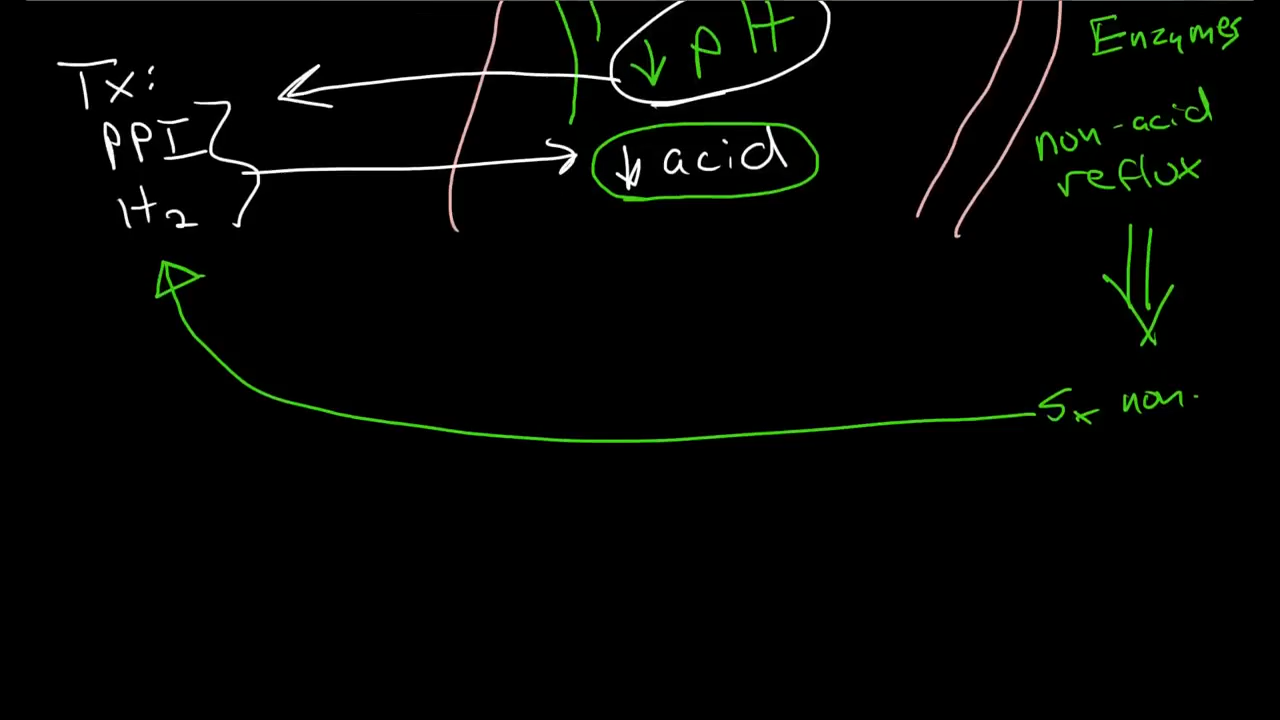 Tx:
PPI
H2
↓ pH
↓ acid
Enzymes
non-acid
reflux
Sx non.